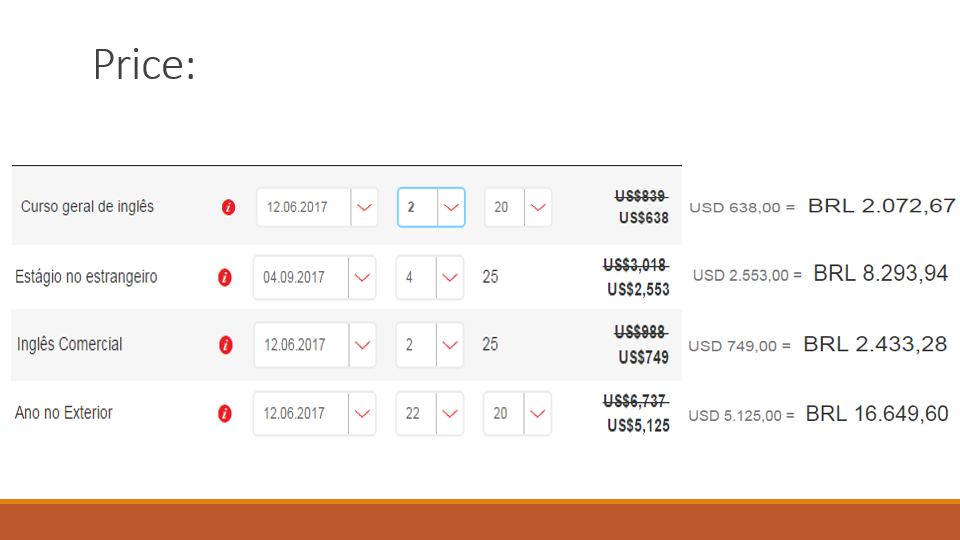 Price:
Curso geral de inglês i 12.06.2017 2 20 US$839 USD 638,00 = BRL 2.072,67
US$638
Estágio no estrangeiro i 04.09.2017 4 25 US$3,018 USD 2.553,00 = BRL 8.293,94
US$2,553
Inglês Comercial i 12.06.2017 2 25 US$988 USD 749,00 = BRL 2.433,28
US$749
Ano no Exterior i 12.06.2017 22 20 US$6,737 USD 5.125,00 = BRL 16.649,60
US$5,125